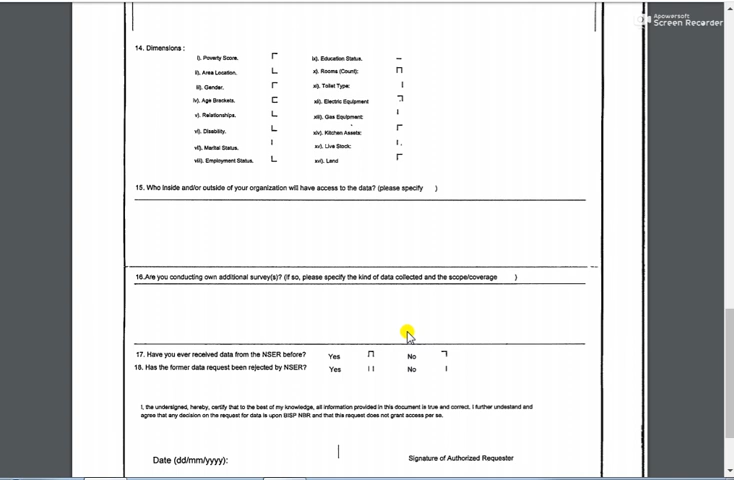 Apowersoft
Screen Recorder
14. Dimensions :
i). Poverty Score.
ii). Area Location.
iii). Gender.
iv). Age Brackets.
v). Relationships.
vi). Disability.
vii). Marital Status.
viii). Employment Status.
ix). Education Status.
x). Rooms (Count):
xi). Toilet Type:
xii). Electric Equipment
xiii). Gas Equipment:
xiv). Kitchen Assets:
xv). Live Stock:
xvi). Land
15. Who inside and/or outside of your organization will have access to the data? (please specify )
16.Are you conducting own additional survey(s)? (if so, please specify the kind of data collected and the scope/coverage )
17. Have you ever received data from the NSER before? Yes No
18. Has the former data request been rejected by NSER? Yes No
I, the undersigned, hereby, certify that to the best of my knowledge, all information provided in this document is true and correct. I further undestand and
agree that any decision on the request for data is upon BISP NBR and that this request does not grant access per se.
Date (dd/mm/yyyy): Signature of Authorized Requester